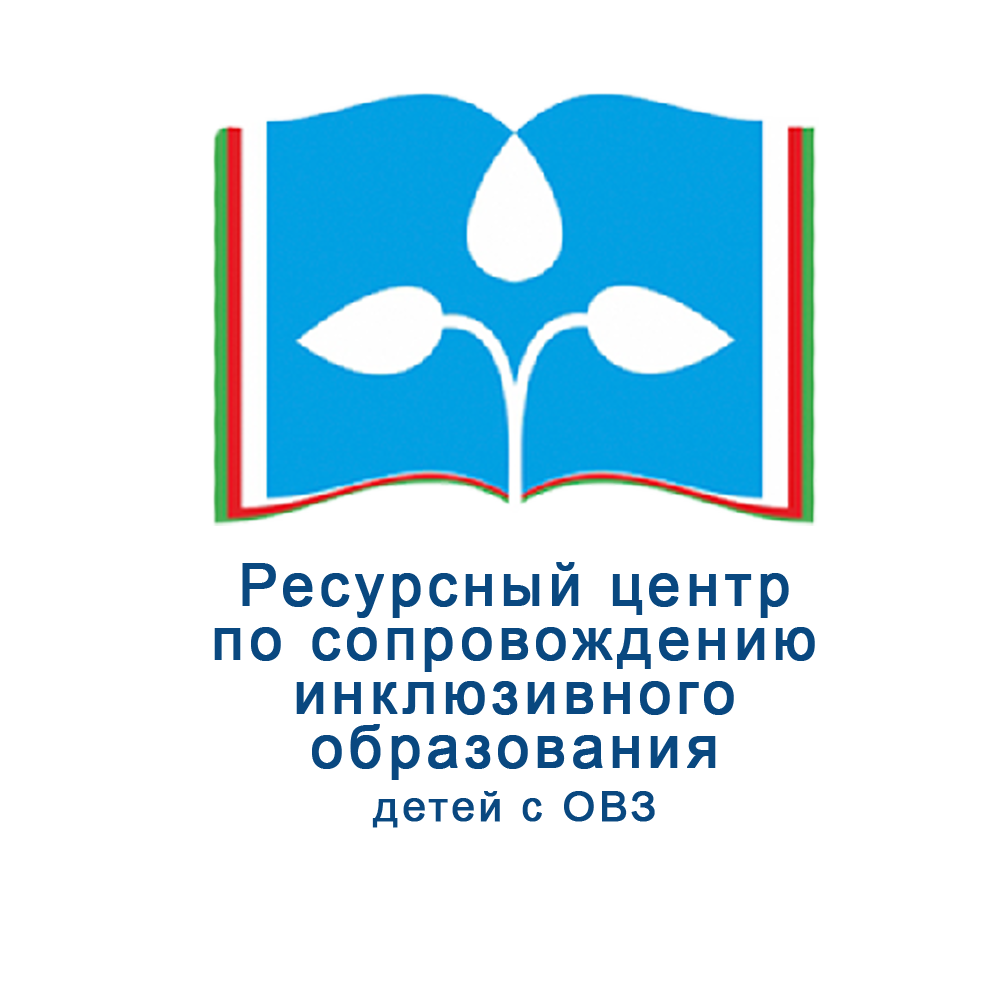 Ресурсный центр
по сопровождению
инклюзивного
образования
детей с ОВЗ